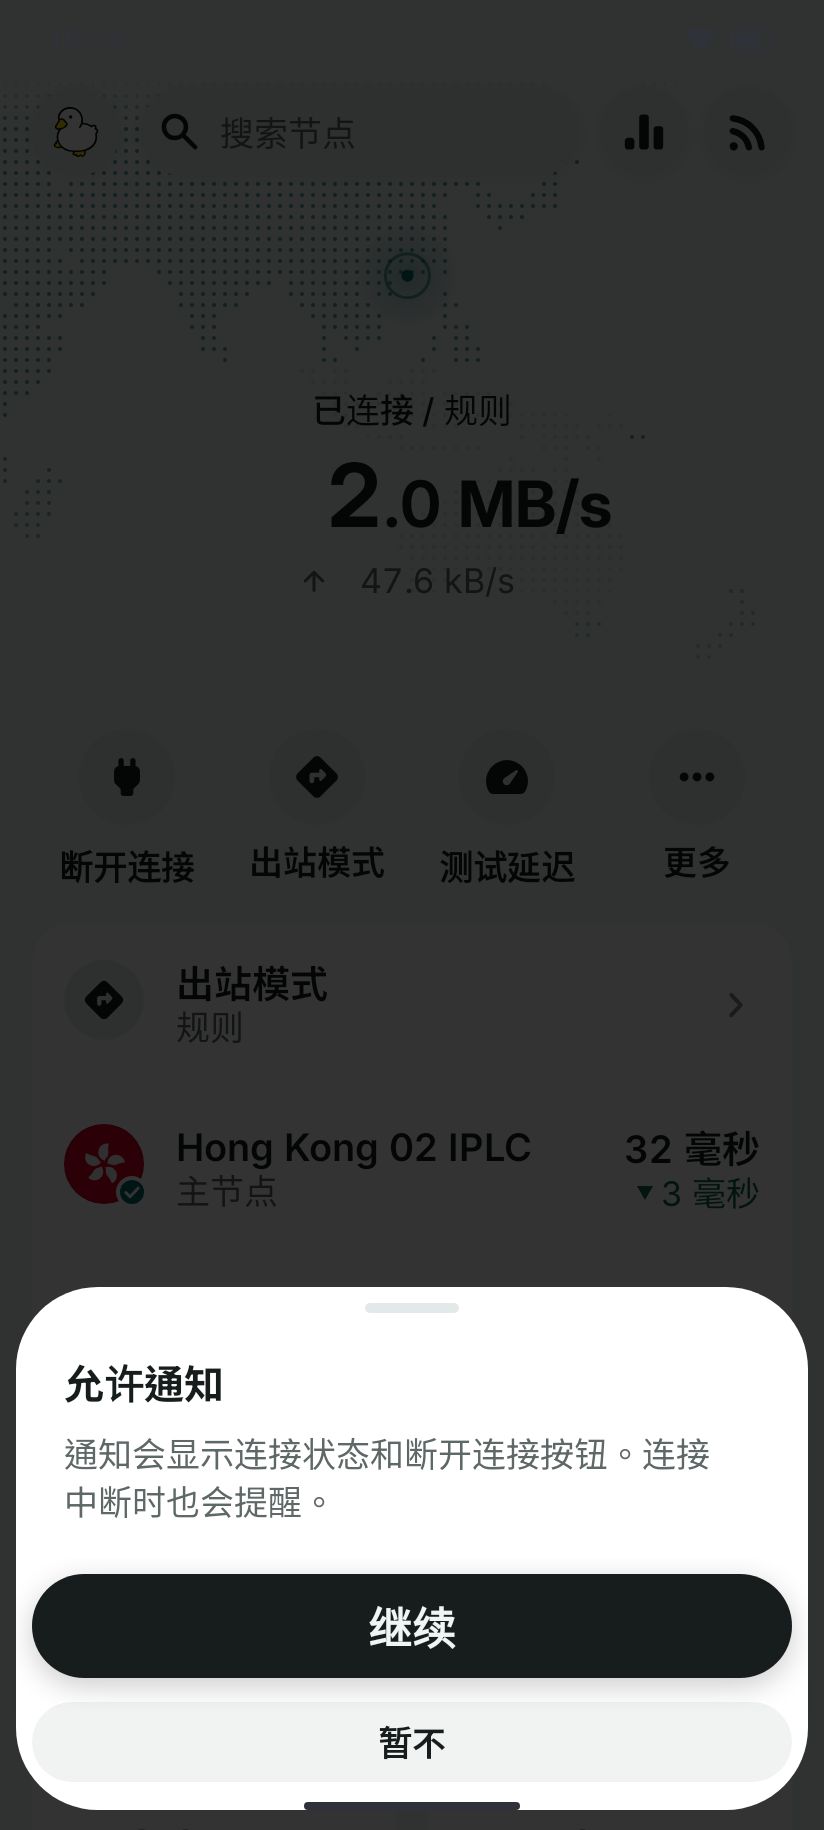 搜索节点
已连接 / 规则
2.0 MB/s
47.6 kB/s
断开连接
出站模式
测试延迟
更多
出站模式
规则
Hong Kong 02 IPLC
32 毫秒
主节点
3 毫秒
允许通知
通知会显示连接状态和断开连接按钮。连接
中断时也会提醒。
继续
暂不